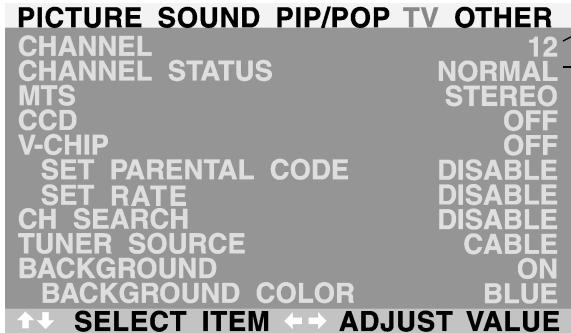 PICTURE SOUND PIP/POP TV OTHER
CHANNEL 12
CHANNEL STATUS NORMAL
MTS STEREO
CCD OFF
V-CHIP OFF
SET PARENTAL CODE DISABLE
SET RATE DISABLE
CH SEARCH DISABLE
TUNER SOURCE CABLE
BACKGROUND ON
BACKGROUND COLOR BLUE
↑↓ SELECT ITEM ←→ ADJUST VALUE